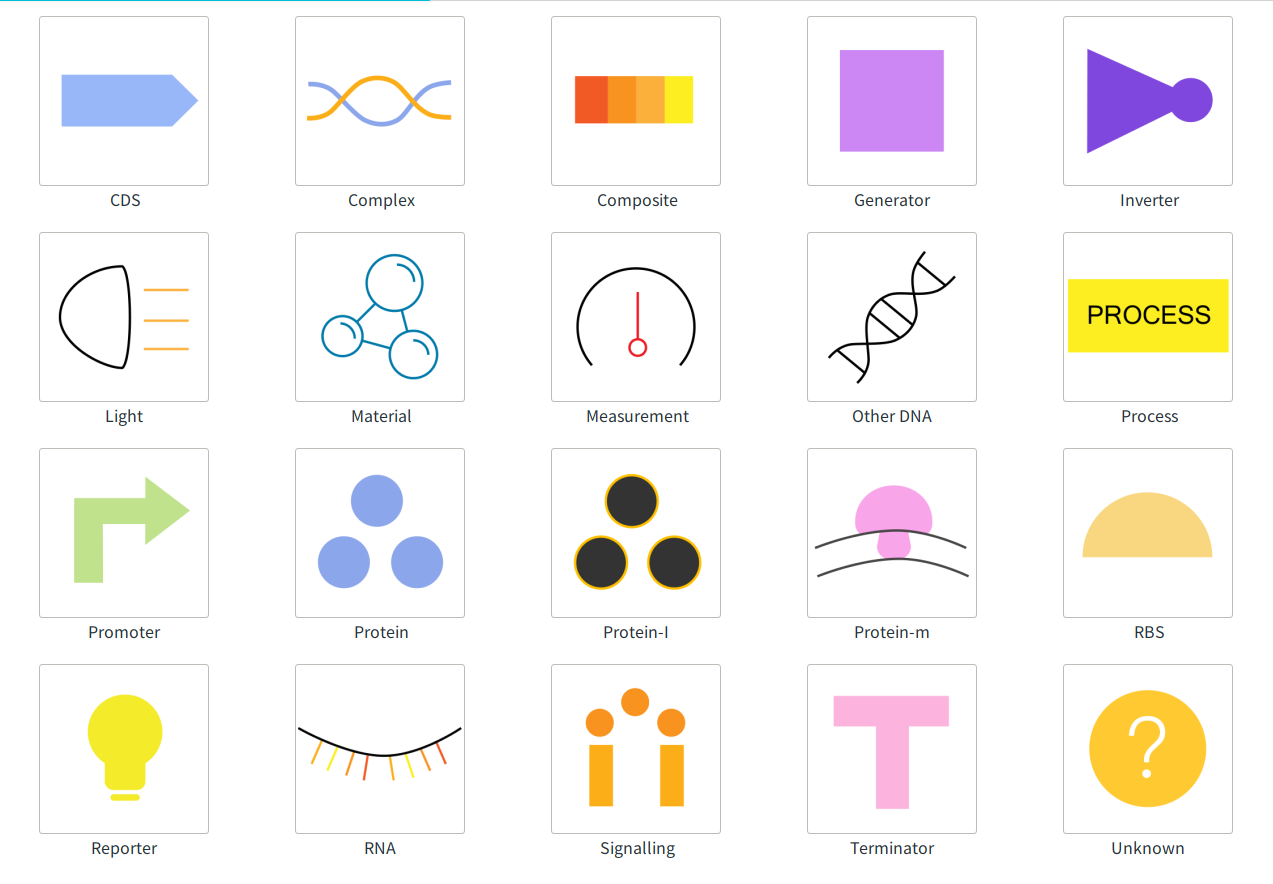 CDS
Complex
Composite
Generator
Inverter
Light
Material
Measurement
Other DNA
PROCESS
Process
Promoter
Protein
Protein-I
Protein-m
RBS
Reporter
RNA
Signalling
Terminator
?
Unknown